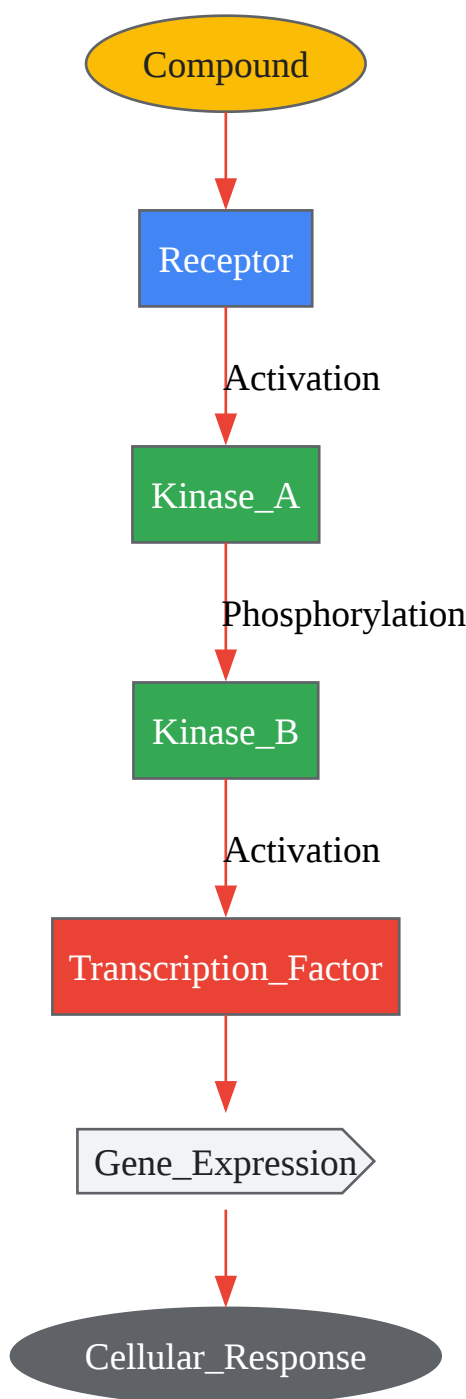 Compound
Receptor
Activation
Kinase_A
Phosphorylation
Kinase_B
Activation
Transcription_Factor
Gene_Expression
Cellular_Response